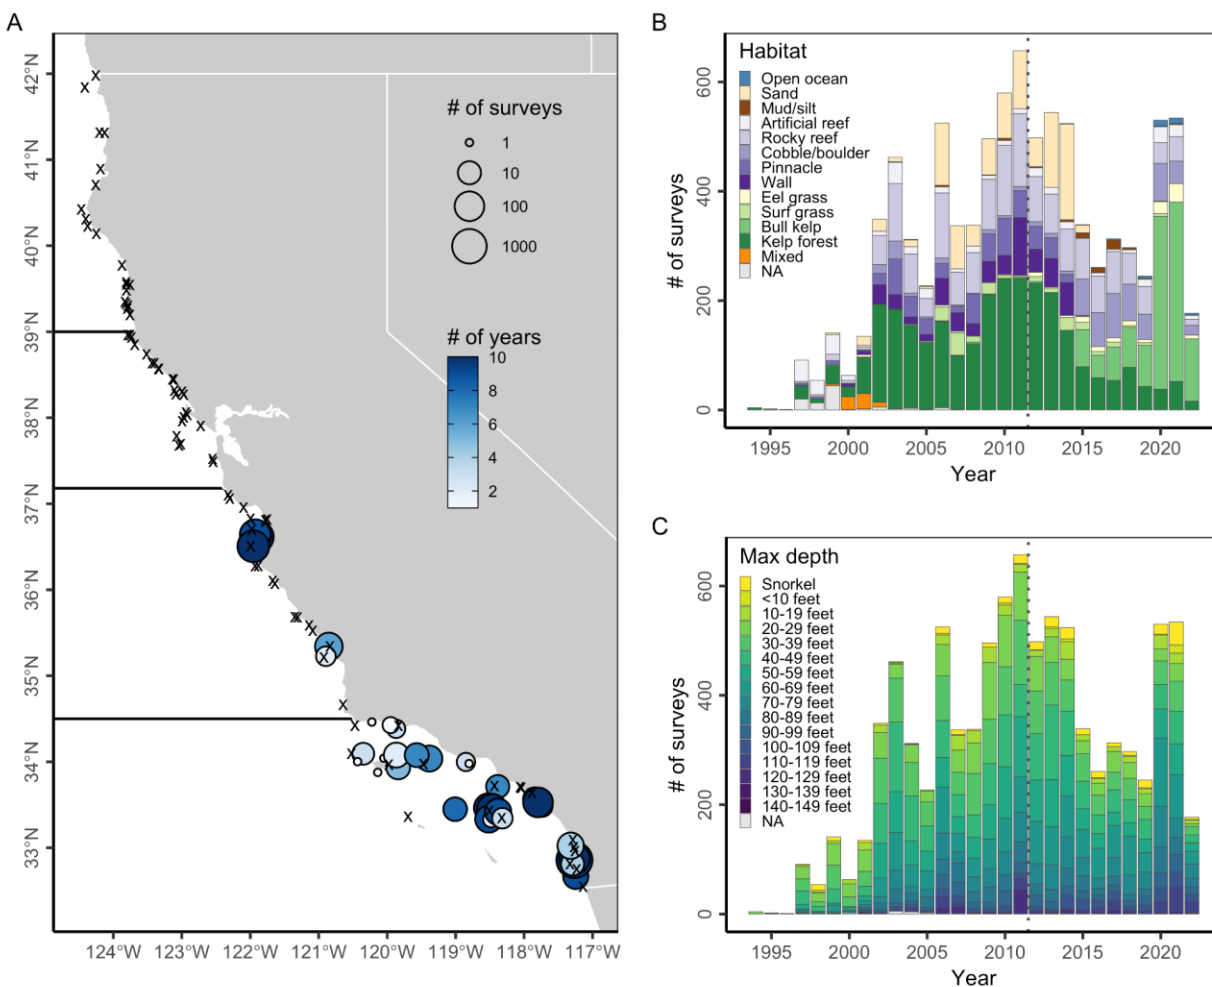 A
42°N
41°N
40°N
39°N
38°N
37°N
36°N
35°N
34°N
33°N
124°W
123°W
122°W
121°W
120°W
119°W
118°W
117°W
# of surveys
1
10
100
1000
# of years
10
8
6
4
2
B
Habitat
Open ocean
Sand
Mud/silt
Artificial reef
Rocky reef
Cobble/boulder
Pinnacle
Wall
Eel grass
Surf grass
Bull kelp
Kelp forest
Mixed
NA
# of surveys
600
400
200
0
1995
2000
2005
2010
2015
2020
Year
C
Max depth
Snorkel
<10 feet
10-19 feet
20-29 feet
30-39 feet
40-49 feet
50-59 feet
60-69 feet
70-79 feet
80-89 feet
90-99 feet
100-109 feet
110-119 feet
120-129 feet
130-139 feet
140-149 feet
NA
# of surveys
600
400
200
0
1995
2000
2005
2010
2015
2020
Year